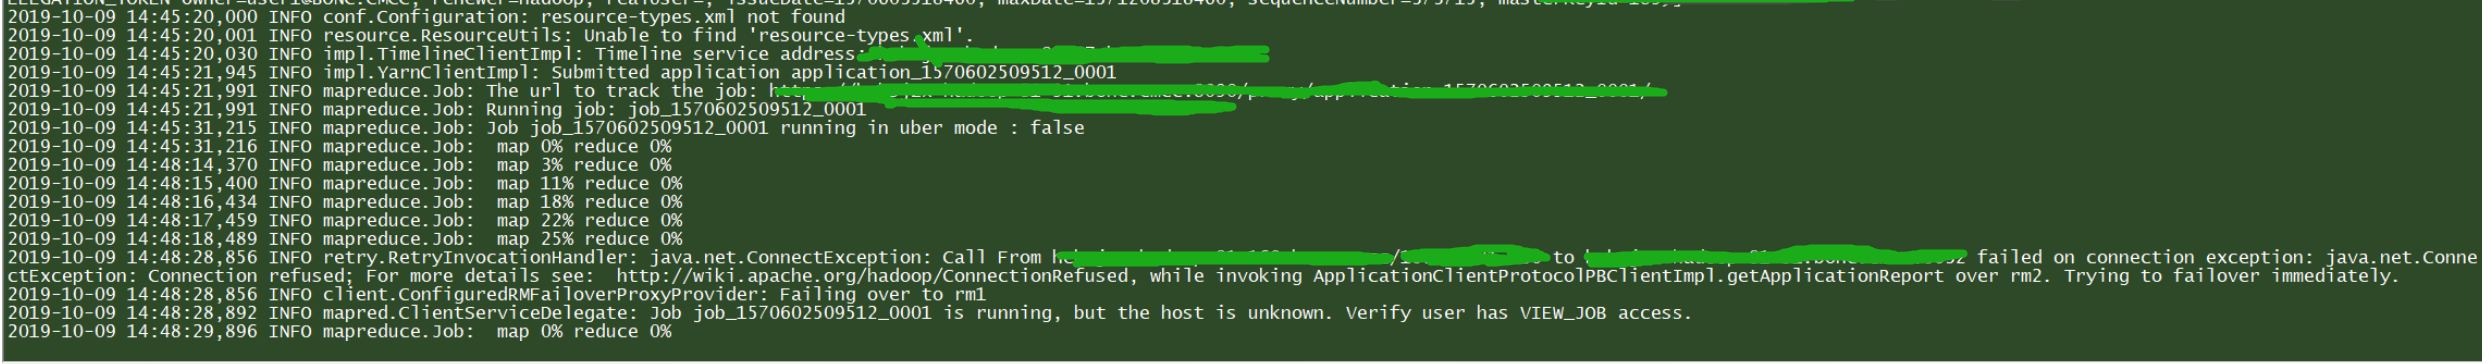 2019-10-09 14:45:20,000 INFO conf.Configuration: resource-types.xml not found
2019-10-09 14:45:20,001 INFO resource.ResourceUtils: Unable to find 'resource-types.xml'.
2019-10-09 14:45:20,030 INFO impl.TimelineClientImpl: Timeline service address:
2019-10-09 14:45:21,945 INFO impl.YarnClientImpl: Submitted application application_1570602509512_0001
2019-10-09 14:45:21,991 INFO mapreduce.Job: The url to track the job:
2019-10-09 14:45:21,991 INFO mapreduce.Job: Running job: job_1570602509512_0001
2019-10-09 14:45:31,215 INFO mapreduce.Job: Job job_1570602509512_0001 running in uber mode : false
2019-10-09 14:45:31,216 INFO mapreduce.Job:  map 0% reduce 0%
2019-10-09 14:48:14,370 INFO mapreduce.Job:  map 3% reduce 0%
2019-10-09 14:48:15,400 INFO mapreduce.Job:  map 11% reduce 0%
2019-10-09 14:48:16,434 INFO mapreduce.Job:  map 18% reduce 0%
2019-10-09 14:48:17,459 INFO mapreduce.Job:  map 22% reduce 0%
2019-10-09 14:48:18,489 INFO mapreduce.Job:  map 25% reduce 0%
2019-10-09 14:48:28,856 INFO retry.RetryInvocationHandler: java.net.ConnectException: Call From to failed on connection exception: java.net.Conne
ctException: Connection refused; For more details see:  http://wiki.apache.org/hadoop/ConnectionRefused, while invoking ApplicationClientProtocolPBClientImpl.getApplicationReport over rm2. Trying to failover immediately.
2019-10-09 14:48:28,856 INFO client.ConfiguredRMFailoverProxyProvider: Failing over to rm1
2019-10-09 14:48:28,892 INFO mapred.ClientServiceDelegate: Job job_1570602509512_0001 is running, but the host is unknown. Verify user has VIEW_JOB access.
2019-10-09 14:48:29,896 INFO mapreduce.Job:  map 0% reduce 0%